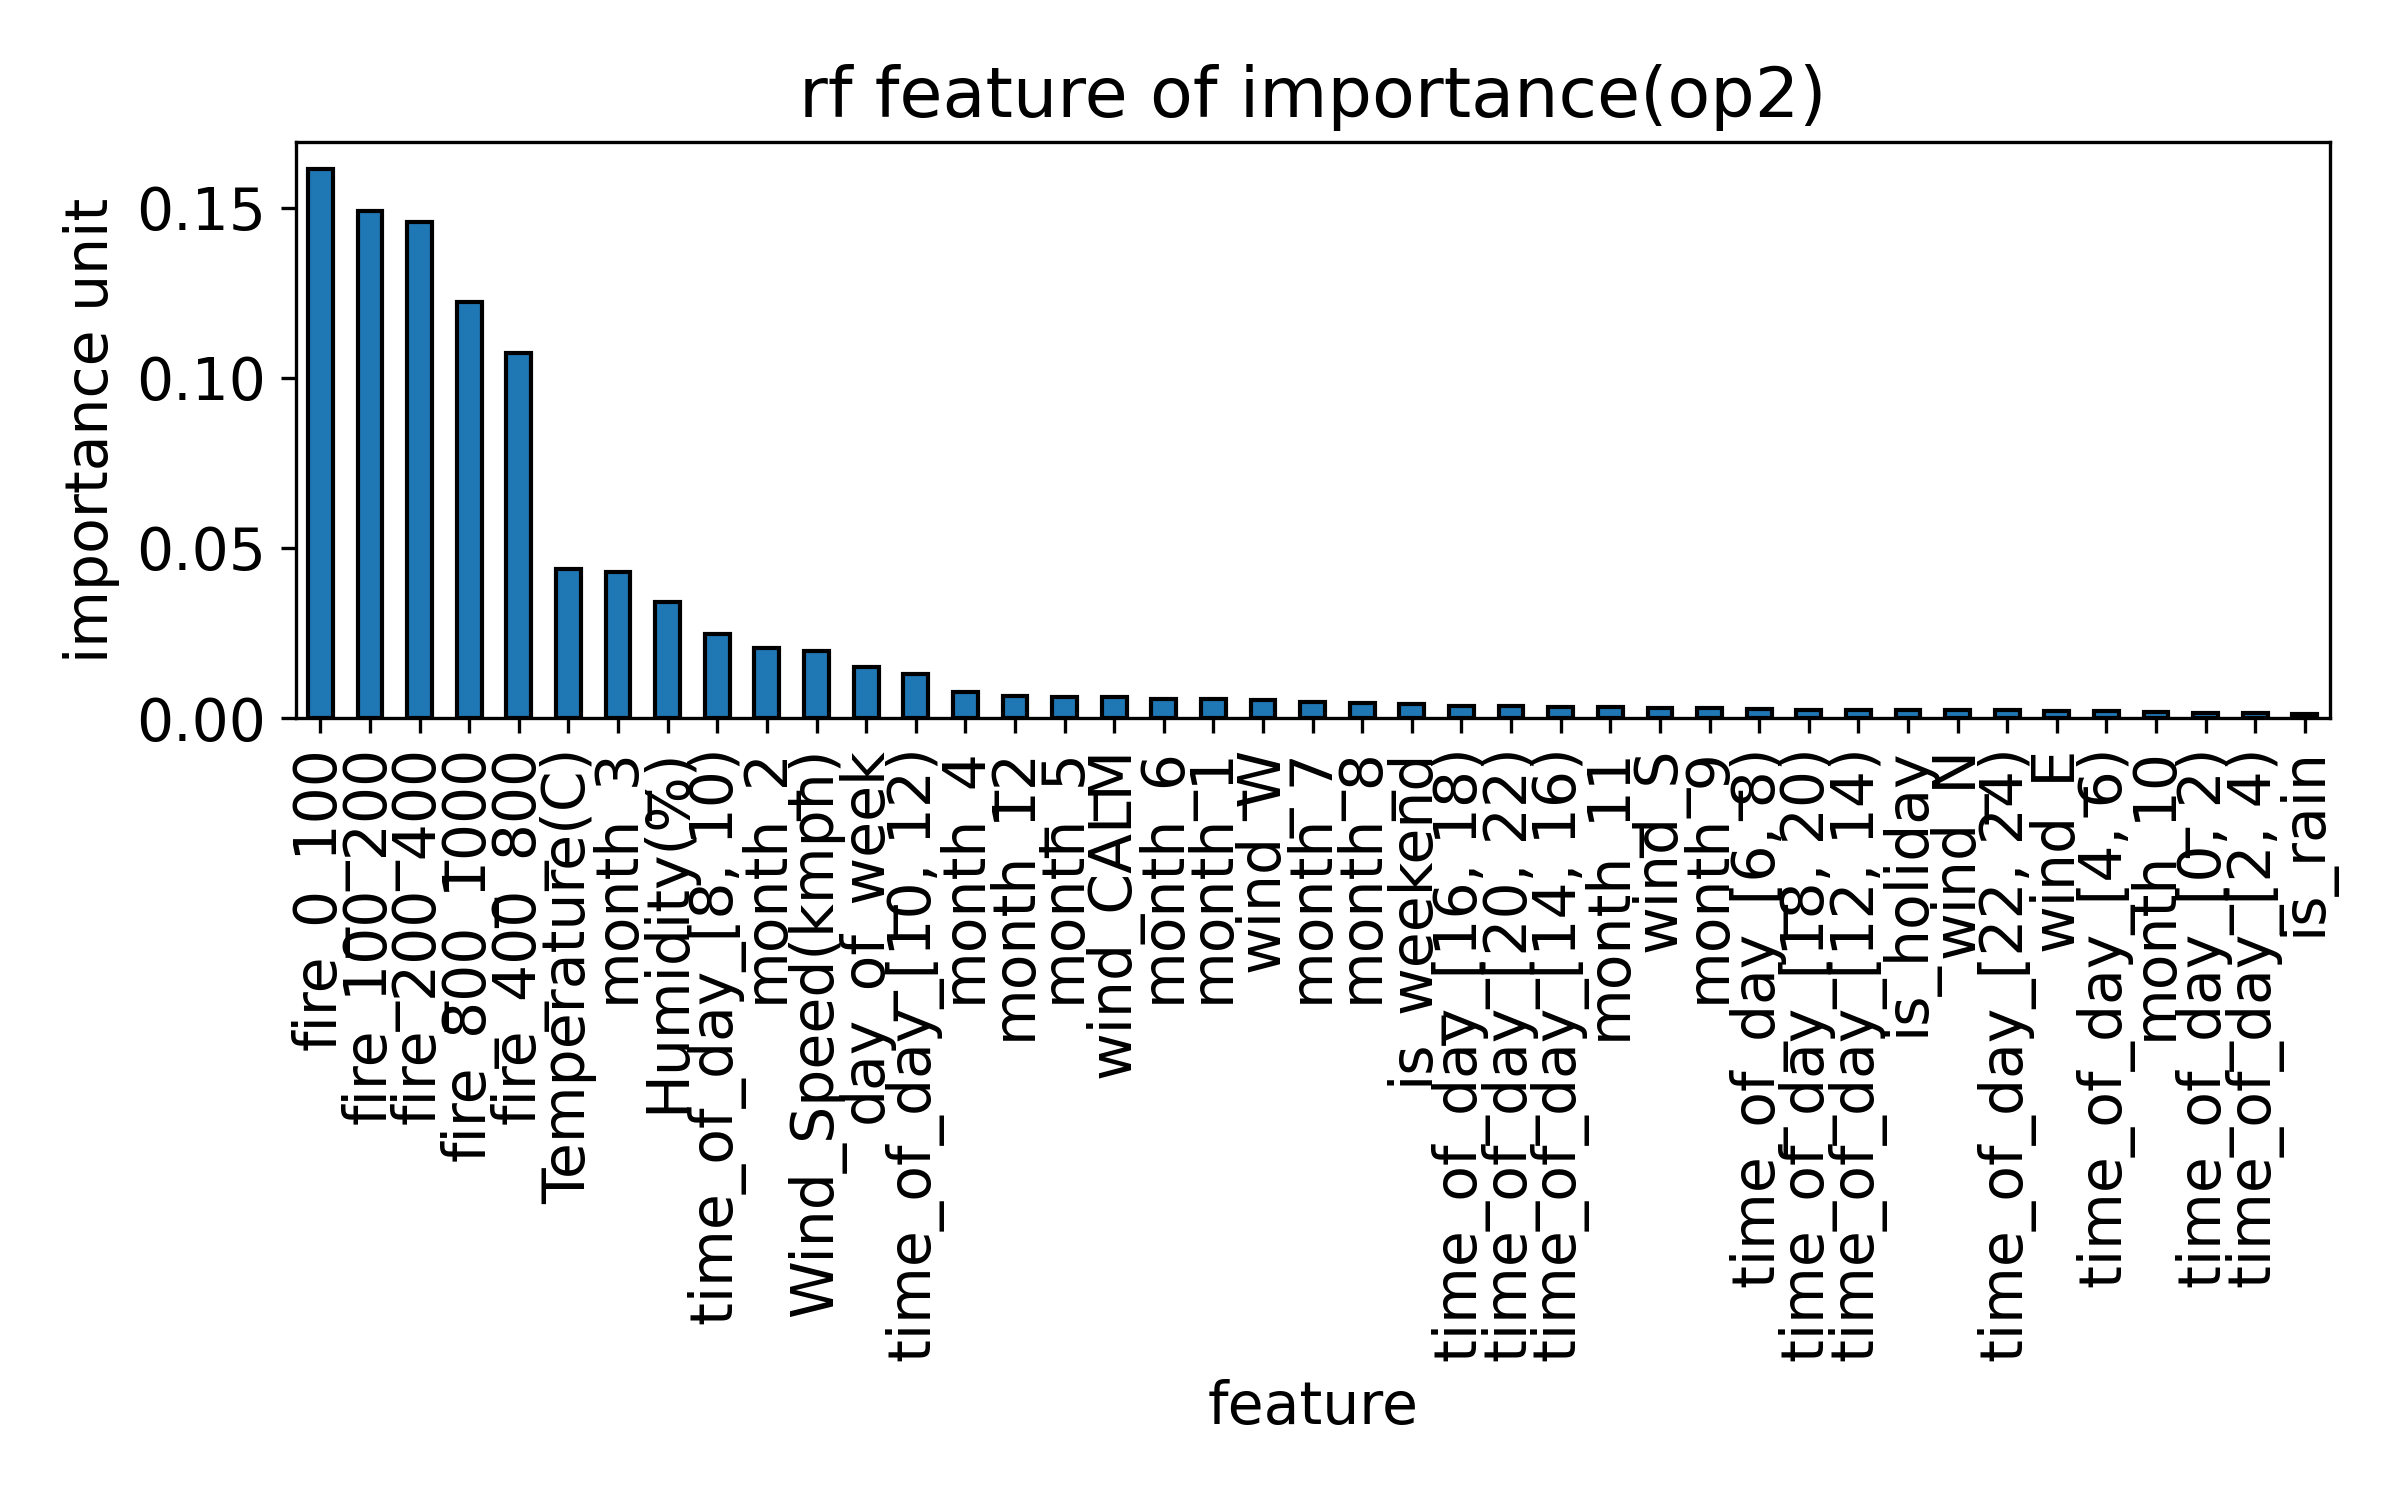 rf feature of importance(op2)
importance unit
0.15
0.10
0.05
0.00
fire_0_100
fire_100_200
fire_200_400
fire_800_1000
fire_400_800
Temperature(C)
month_3
Humidity(%)
time_of_day_[8,10)
month_2
Wind_Speed(kmph)
day_of_week
time_of_day_[10,12)
month_4
month_12
month_5
wind_CALM
month_6
month_1
wind_W
month_7
month_8
is_weekend
time_of_day_[16,18)
time_of_day_[20,22)
time_of_day_[14,16)
month_11
wind_S
month_9
time_of_day_[6,8)
time_of_day_[18,20)
time_of_day_[12,14)
is_holiday
wind_N
time_of_day_[22,24)
wind_E
time_of_day_[4,6)
month_10
time_of_day_[0,2)
time_of_day_[2,4)
is_rain
feature